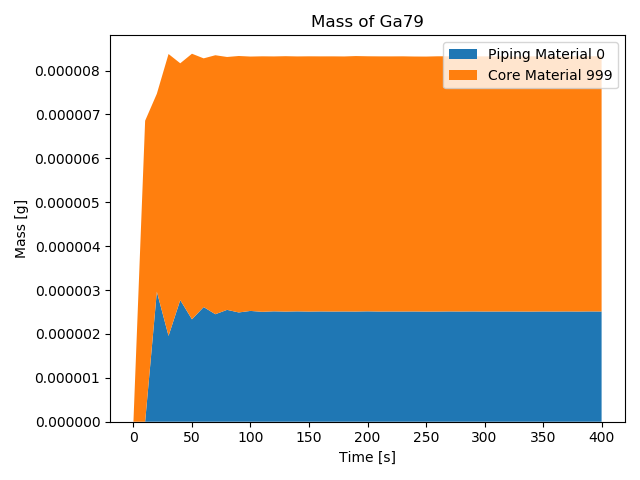 Mass of Ga79
Piping Material 0
Core Material 999
Mass [g]
0.000008
0.000007
0.000006
0.000005
0.000004
0.000003
0.000002
0.000001
0.000000
0 50 100 150 200 250 300 350 400
Time [s]